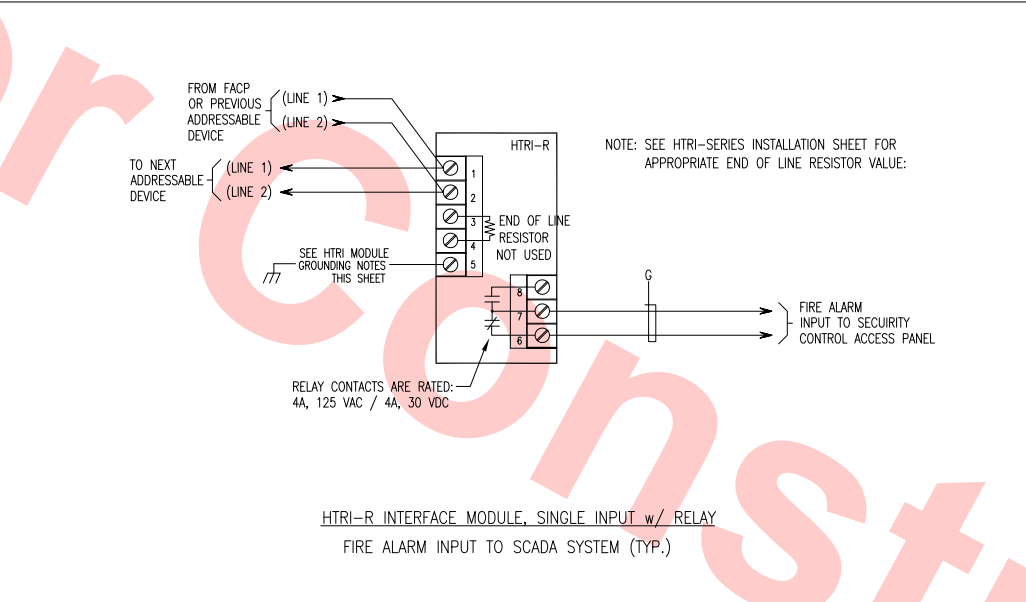 FROM FACP
OR PREVIOUS
ADDRESSABLE
DEVICE
(LINE 1)
(LINE 2)
TO NEXT
ADDRESSABLE
DEVICE
(LINE 1)
(LINE 2)
HTRI-R
1
2
3
4
5
END OF LINE
RESISTOR
NOT USED
SEE HTRI MODULE
GROUNDING NOTES
THIS SHEET
8
7
6
NOTE: SEE HTRI-SERIES INSTALLATION SHEET FOR
APPROPRIATE END OF LINE RESISTOR VALUE:
G
FIRE ALARM
INPUT TO SECUIRITY
CONTROL ACCESS PANEL
RELAY CONTACTS ARE RATED:
4A, 125 VAC / 4A, 30 VDC
HTRI-R INTERFACE MODULE, SINGLE INPUT w/ RELAY
FIRE ALARM INPUT TO SCADA SYSTEM (TYP.)
or Constr